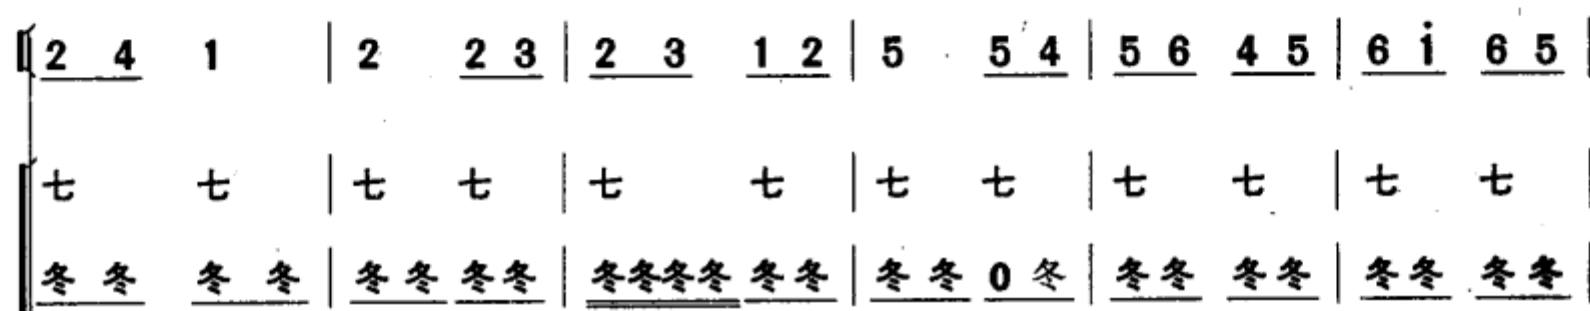 2 4 1 | 2 2 3 | 2 3 1 2 | 5 5 4 | 5 6 4 5 | 6 i 6 5 |
七 七 | 七 七 | 七 七 | 七 七 | 七 七 | 七 七 |
冬 冬 冬 冬 | 冬 冬 冬 冬 | 冬冬冬冬 冬 冬 | 冬 冬 0 冬 | 冬 冬 冬 冬 | 冬 冬 冬 冬 |